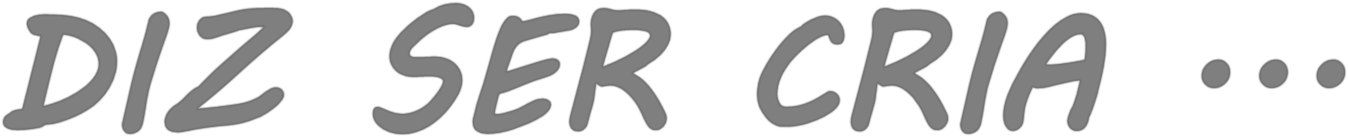 DIZ SER CRIA ...